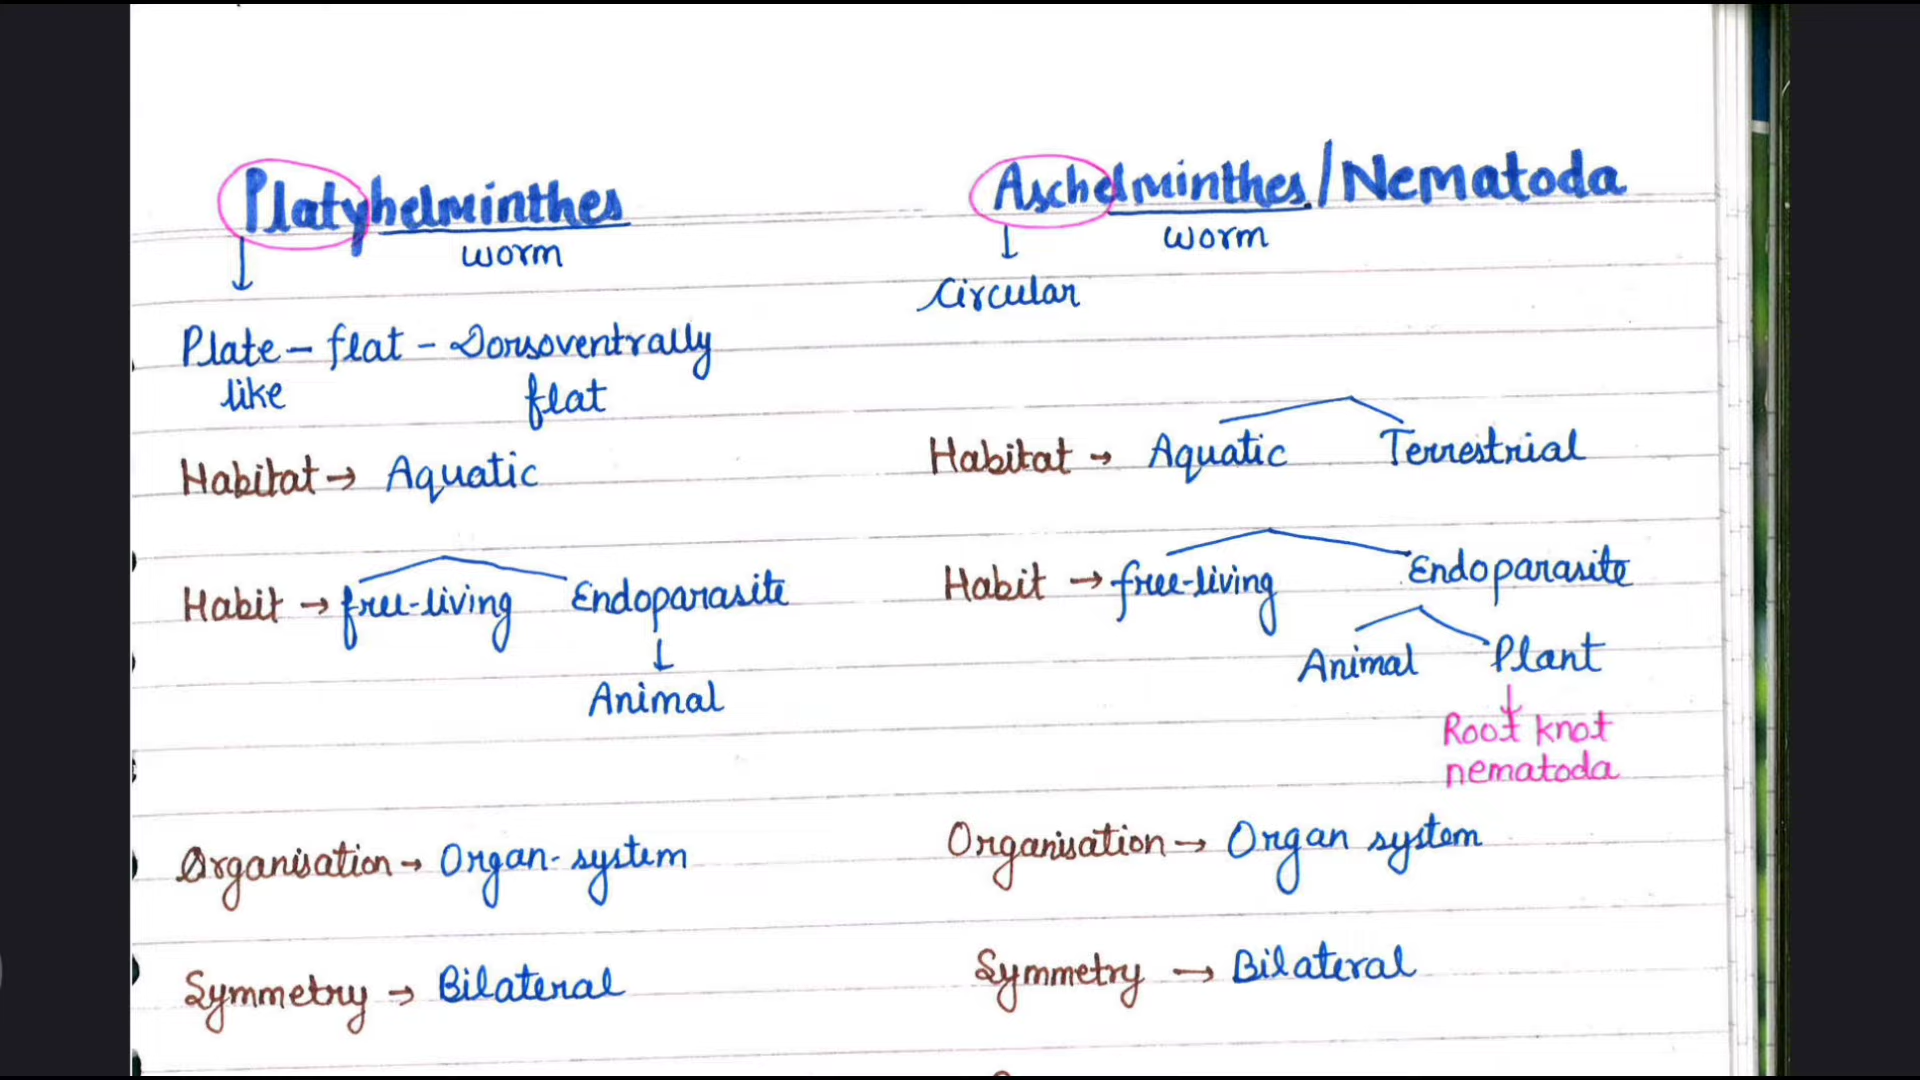 Platyhelminthes
worm
Plate - flat - Dorsoventrally
like flat
Habitat → Aquatic
Habit → free-living Endoparasite
Animal
Organisation → Organ-system
Symmetry → Bilateral
Aschelminthes/Nematoda
worm
Circular
Habitat → Aquatic Terrestrial
Habit → free-living Endoparasite
Animal Plant
Root knot
nematoda
Organisation → Organ system
Symmetry → Bilateral